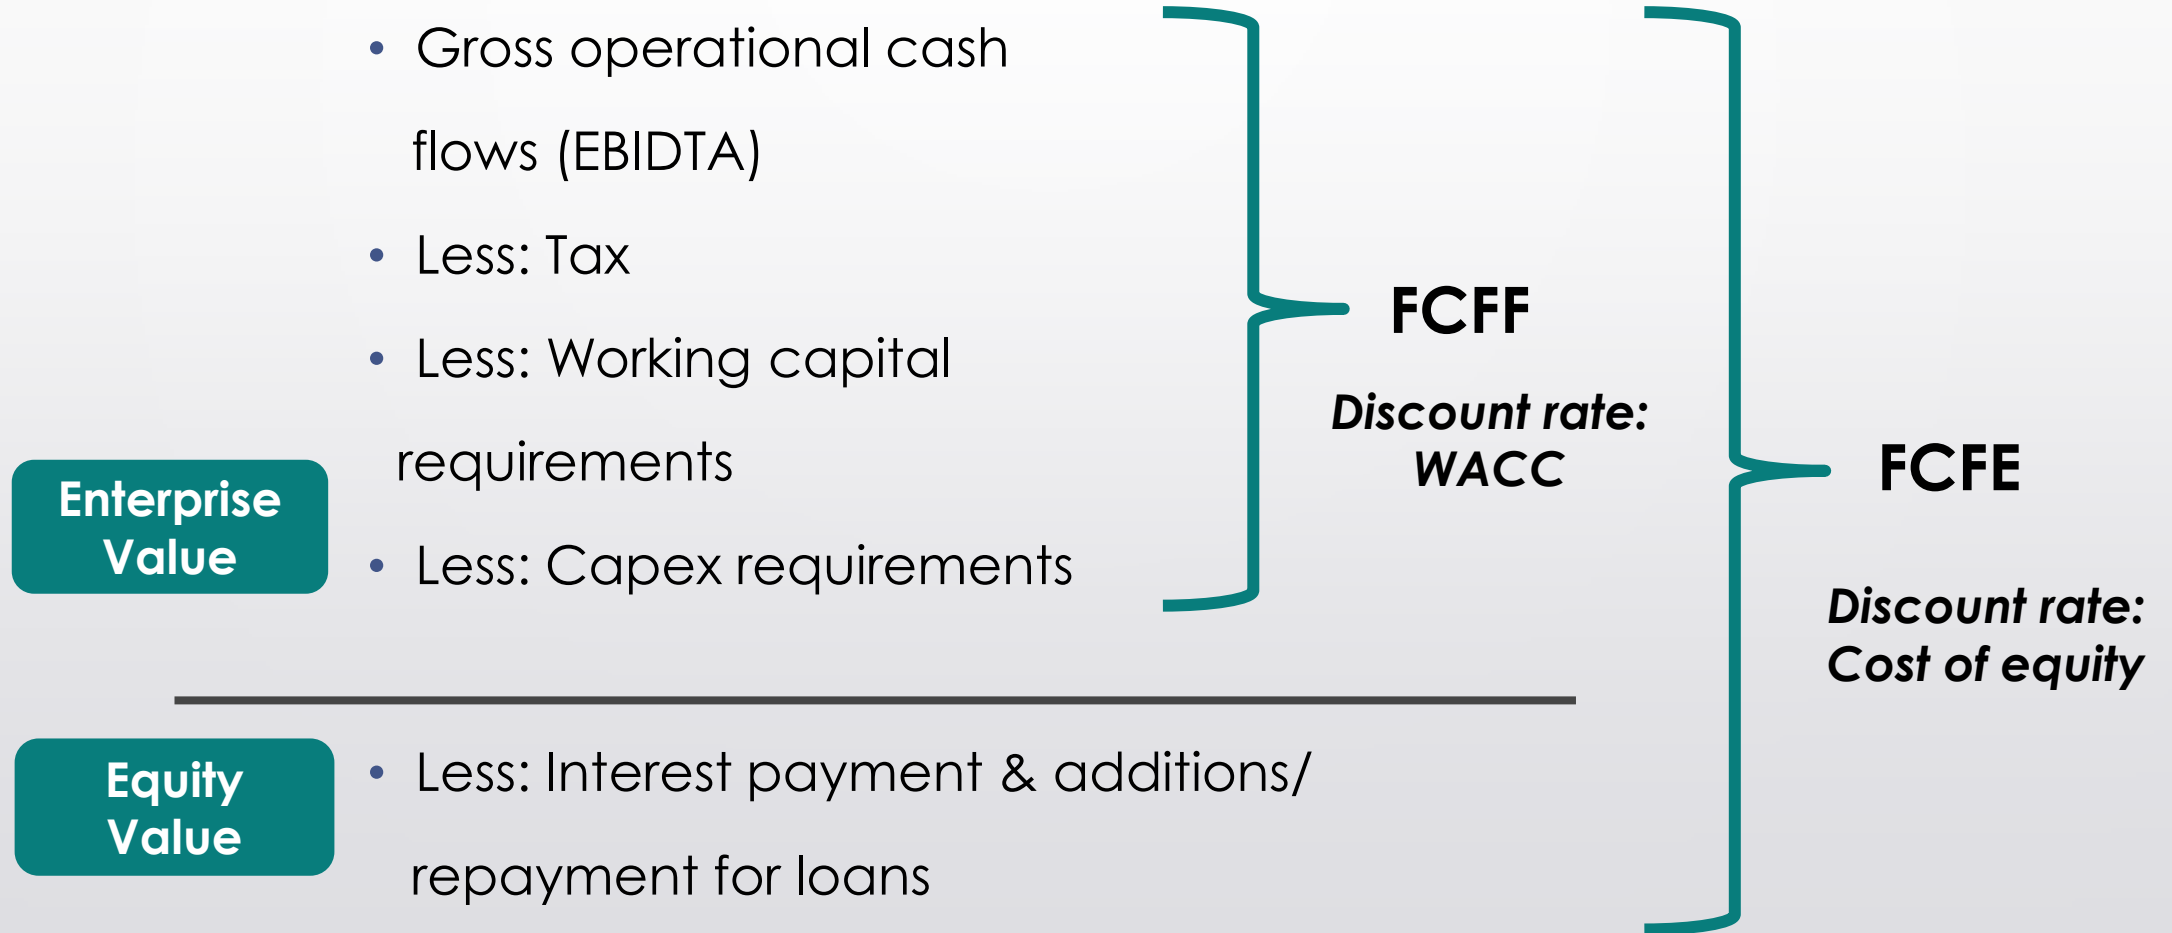 • Gross operational cash
flows (EBIDTA)
• Less: Tax
• Less: Working capital
requirements
• Less: Capex requirements
Enterprise
Value
FCFF
Discount rate:
WACC
FCFE
Discount rate:
Cost of equity
Equity
Value
• Less: Interest payment & additions/
repayment for loans